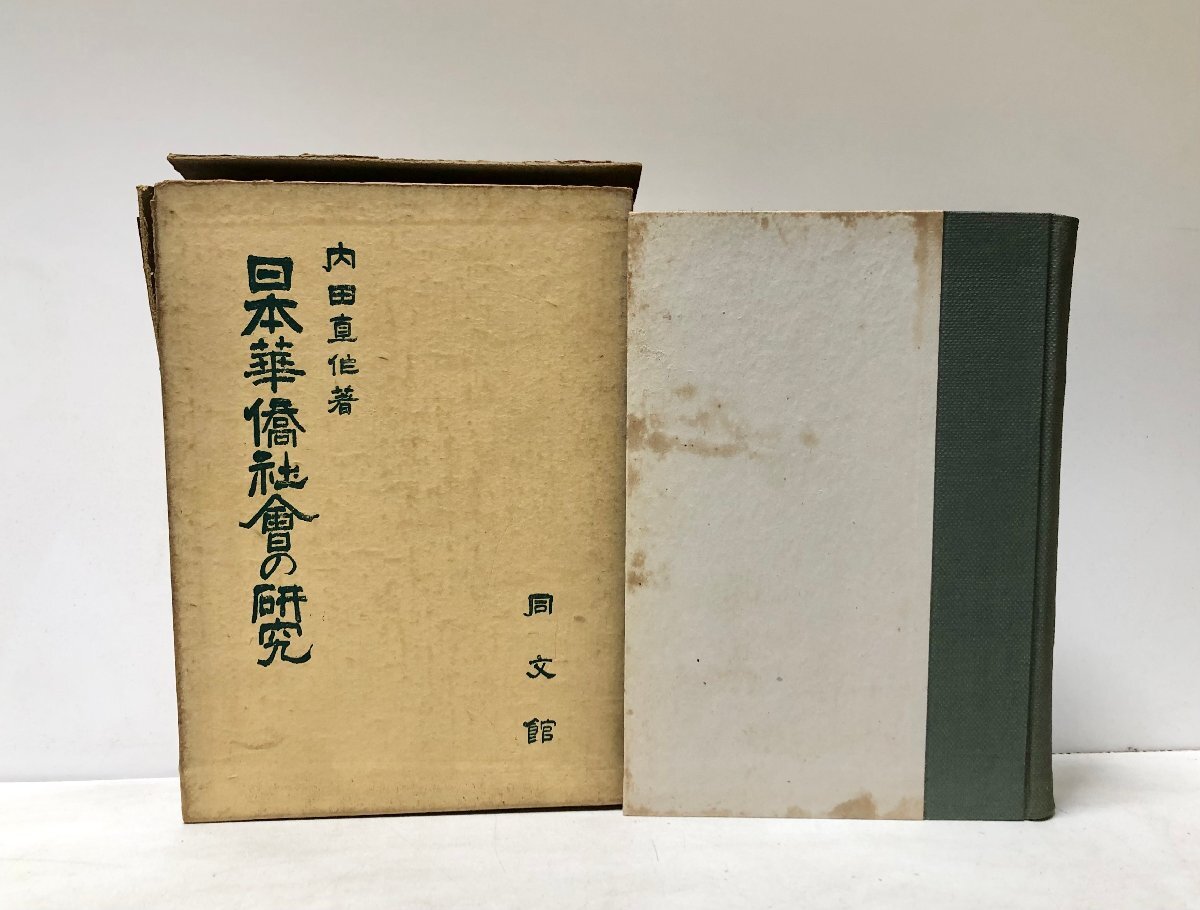 内田直作著
日本華僑社會の研究
同文館